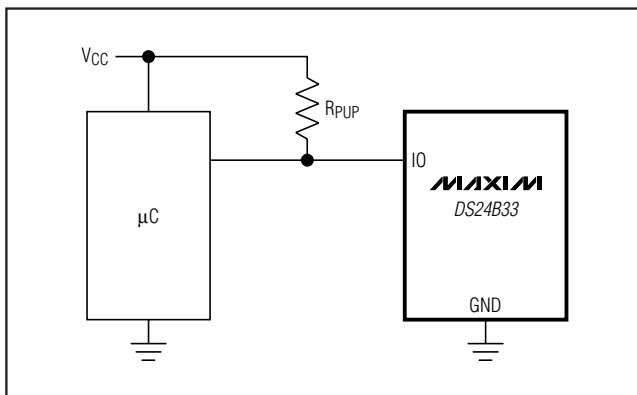 VCC
RPUP
IO
MAXIM
DS24B33
μC
GND